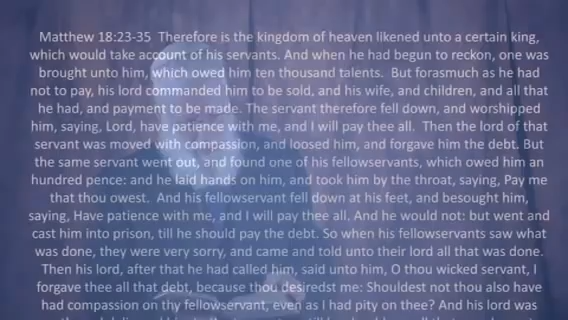 Matthew 18:23-35  Therefore is the kingdom of heaven likened unto a certain king,
which would take account of his servants. And when he had begun to reckon, one was
brought unto him, which owed him ten thousand talents.  But forasmuch as he had
not to pay, his lord commanded him to be sold, and his wife, and children, and all that
he had, and payment to be made. The servant therefore fell down, and worshipped
him, saying, Lord, have patience with me, and I will pay thee all.  Then the lord of that
servant was moved with compassion, and loosed him, and forgave him the debt. But
the same servant went out, and found one of his fellowservants, which owed him an
hundred pence: and he laid hands on him, and took him by the throat, saying, Pay me
that thou owest.  And his fellowservant fell down at his feet, and besought him,
saying, Have patience with me, and I will pay thee all. And he would not: but went and
cast him into prison, till he should pay the debt. So when his fellowservants saw what
was done, they were very sorry, and came and told unto their lord all that was done.
Then his lord, after that he had called him, said unto him, O thou wicked servant, I
forgave thee all that debt, because thou desiredst me: Shouldest not thou also have
had compassion on thy fellowservant, even as I had pity on thee? And his lord was